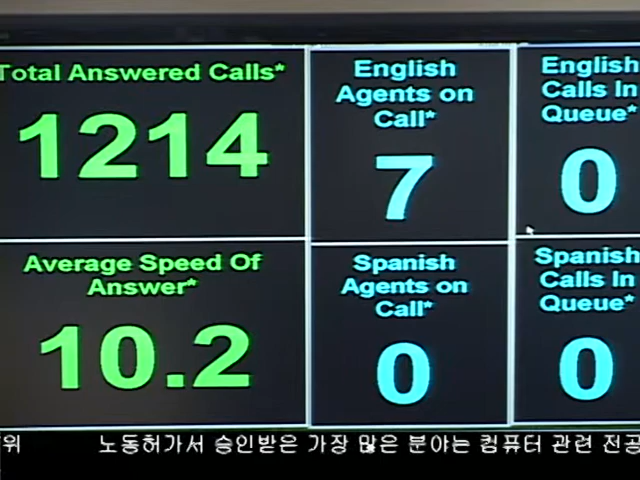 Total Answered Calls*
1214
English
Agents on
Call*
7
English
Calls In
Queue*
0
Average Speed Of
Answer*
10.2
Spanish
Agents on
Call*
0
Spanish
Calls In
Queue*
0
위 노동허가서 승인받은 가장 많은 분야는 컴퓨터 관련 전공